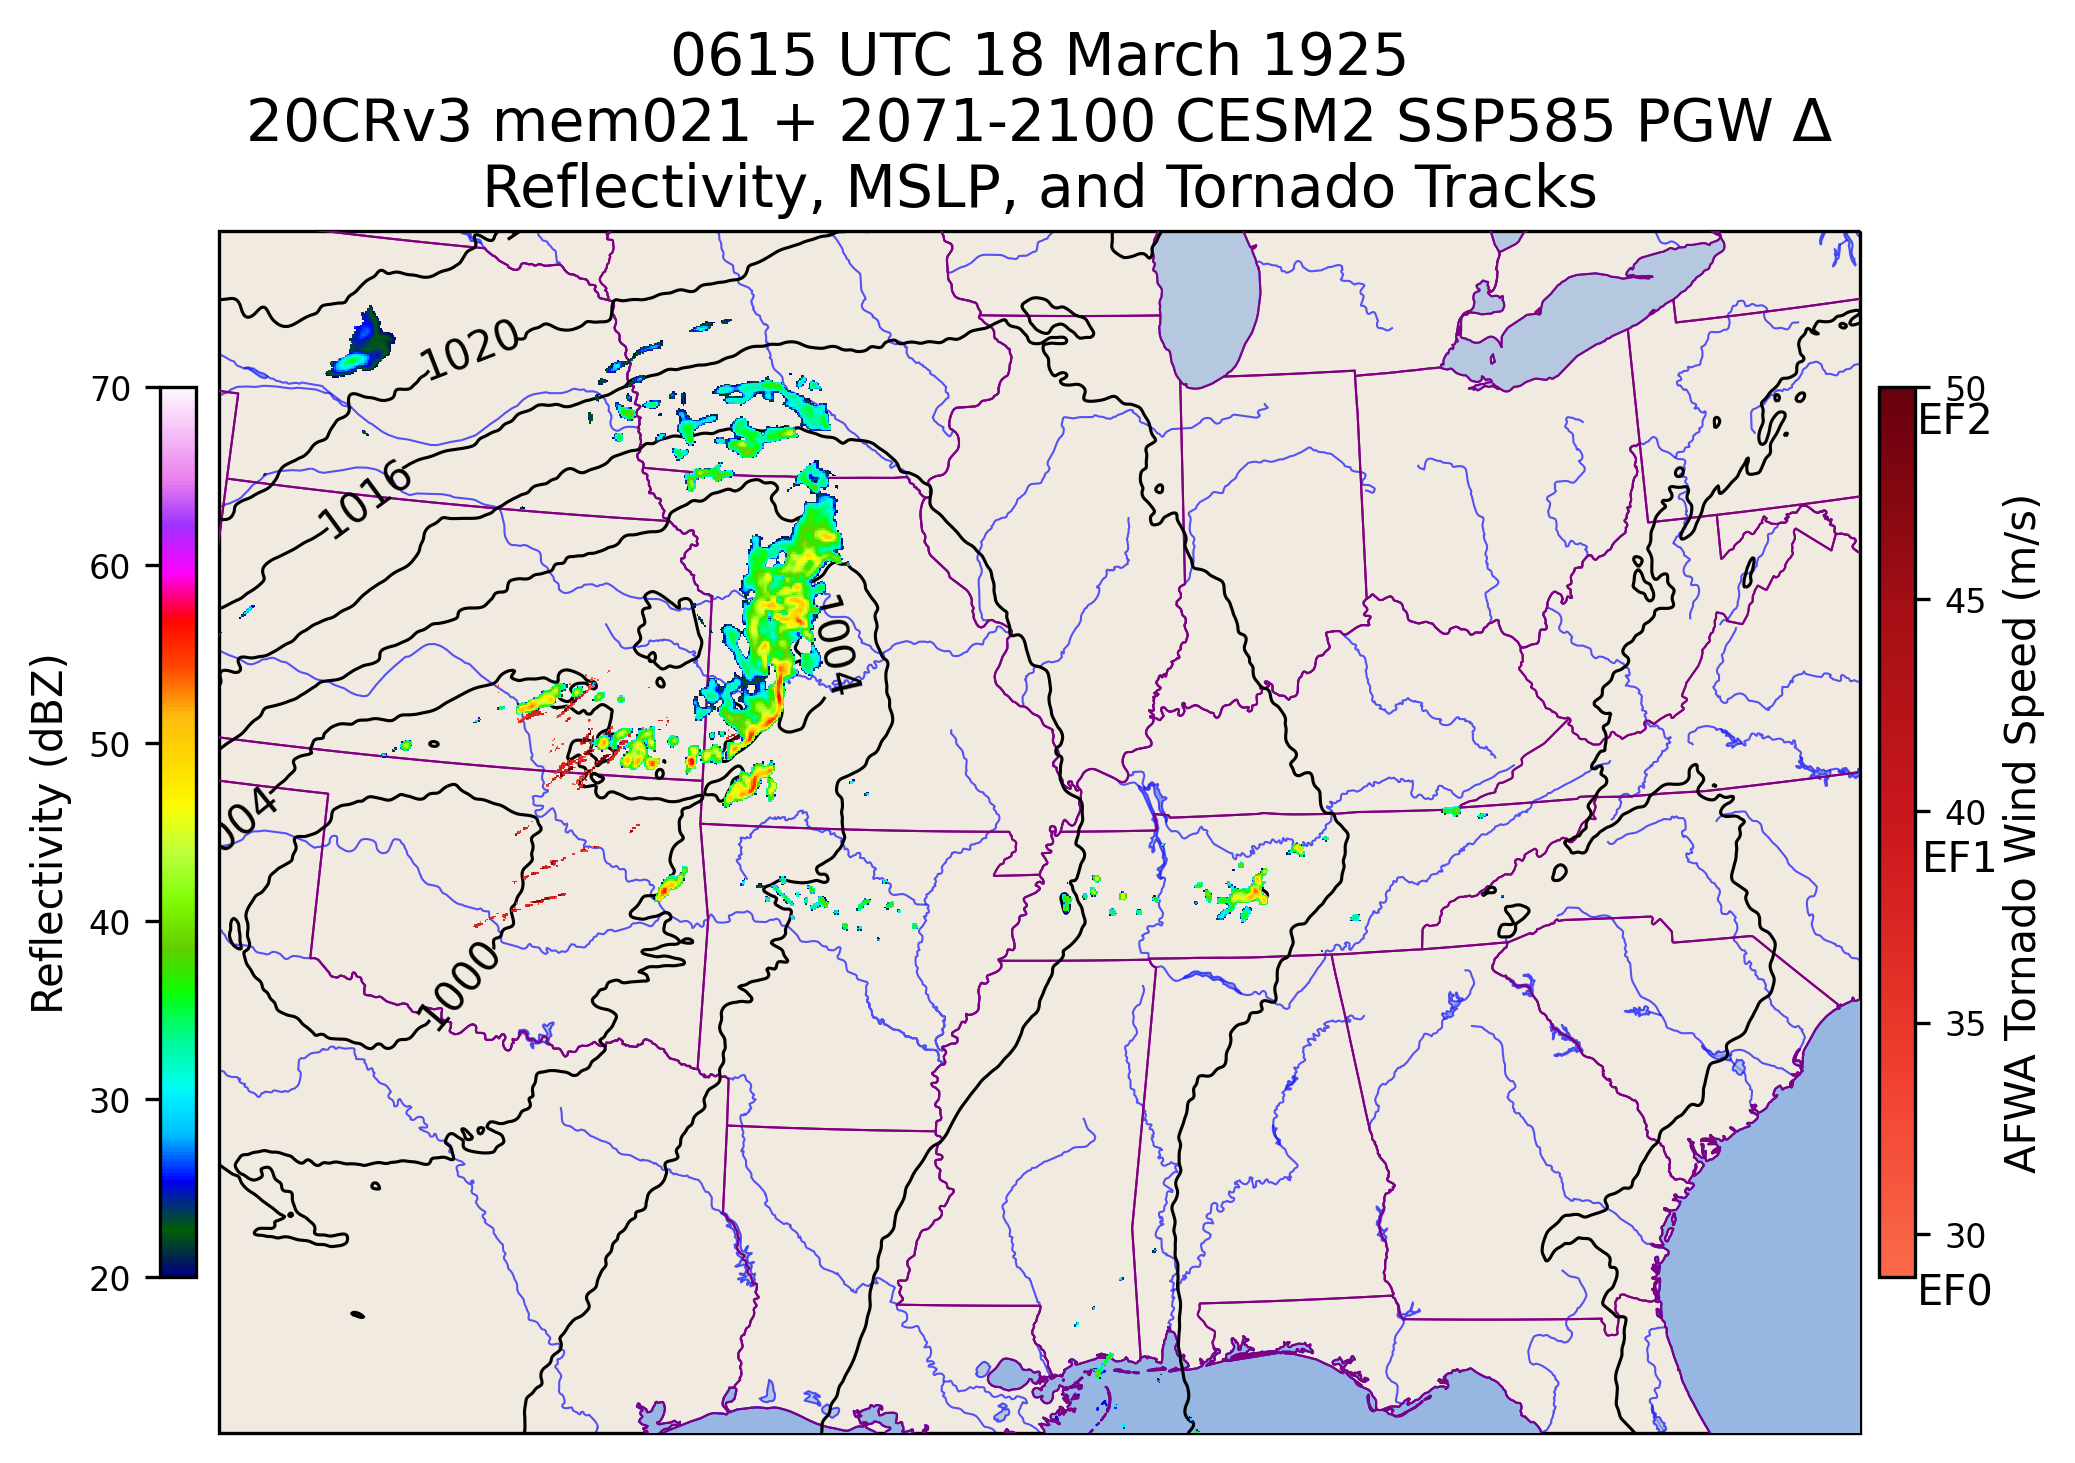 0615 UTC 18 March 1925
20CRv3 mem021 + 2071-2100 CESM2 SSP585 PGW Δ
Reflectivity, MSLP, and Tornado Tracks
Reflectivity (dBZ)
70
60
50
40
30
20
1020
1016
1004
004
1000
50
EF2
45
40
EF1
35
30
EF0
AFWA Tornado Wind Speed (m/s)